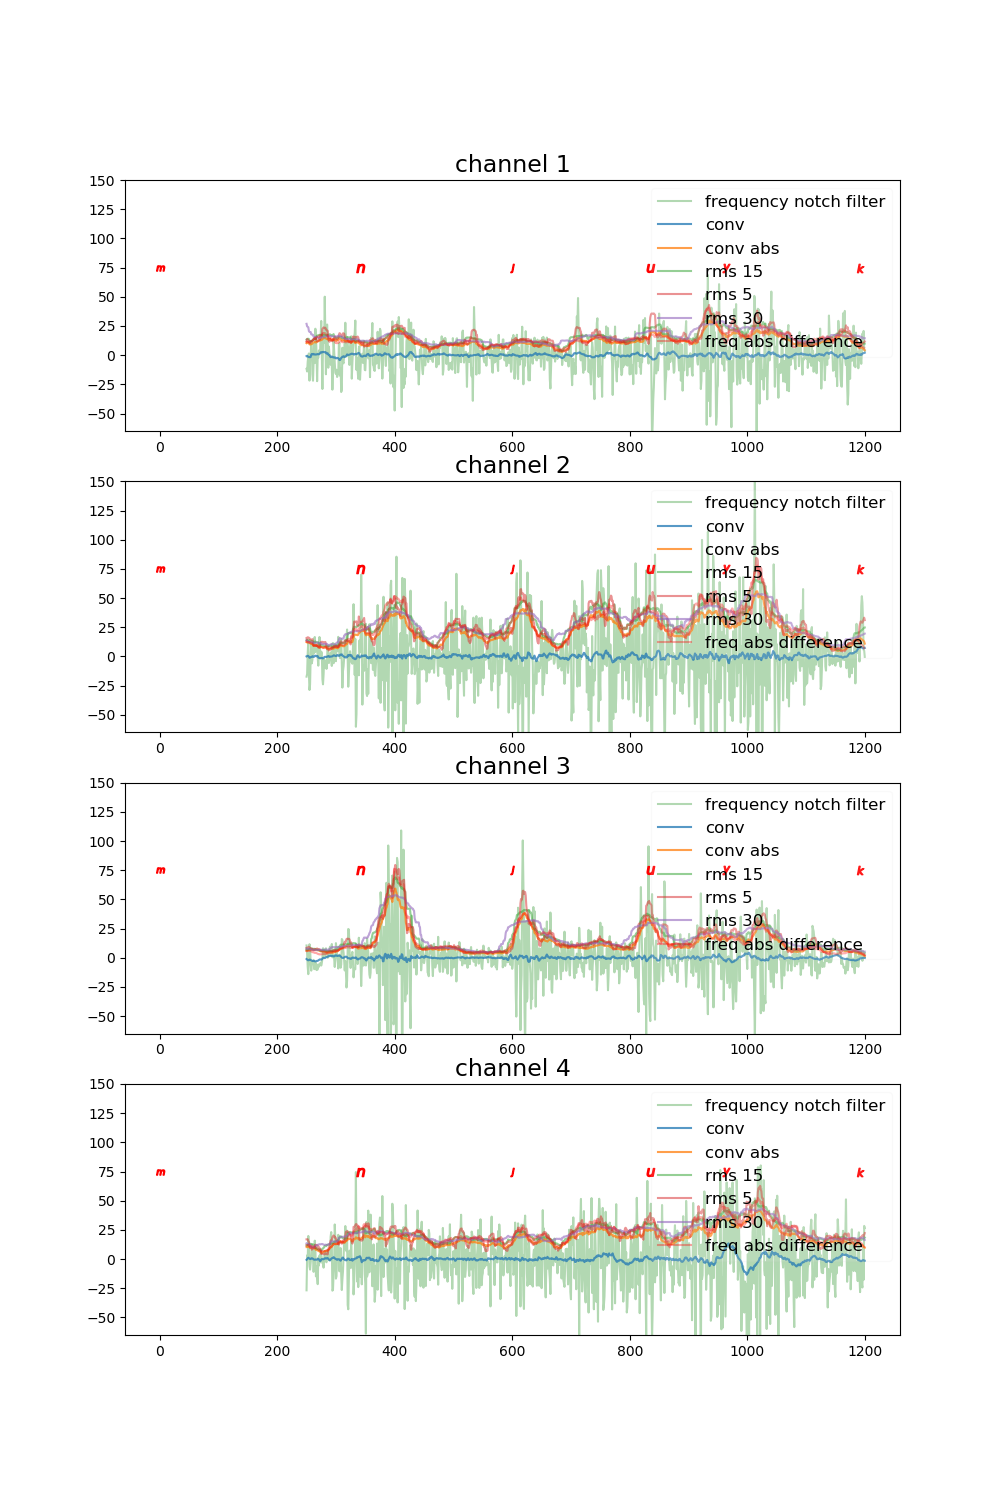 channel 1
150
125
100
75
50
25
0
−25
−50
m n J u y k
frequency notch filter
conv
conv abs
rms 15
rms 5
rms 30
freq abs difference
0 200 400 600 800 1000 1200
channel 2
150
125
100
75
50
25
0
−25
−50
m n J u y k
frequency notch filter
conv
conv abs
rms 15
rms 5
rms 30
freq abs difference
0 200 400 600 800 1000 1200
channel 3
150
125
100
75
50
25
0
−25
−50
m n J u y k
frequency notch filter
conv
conv abs
rms 15
rms 5
rms 30
freq abs difference
0 200 400 600 800 1000 1200
channel 4
150
125
100
75
50
25
0
−25
−50
m n J u y k
frequency notch filter
conv
conv abs
rms 15
rms 5
rms 30
freq abs difference
0 200 400 600 800 1000 1200